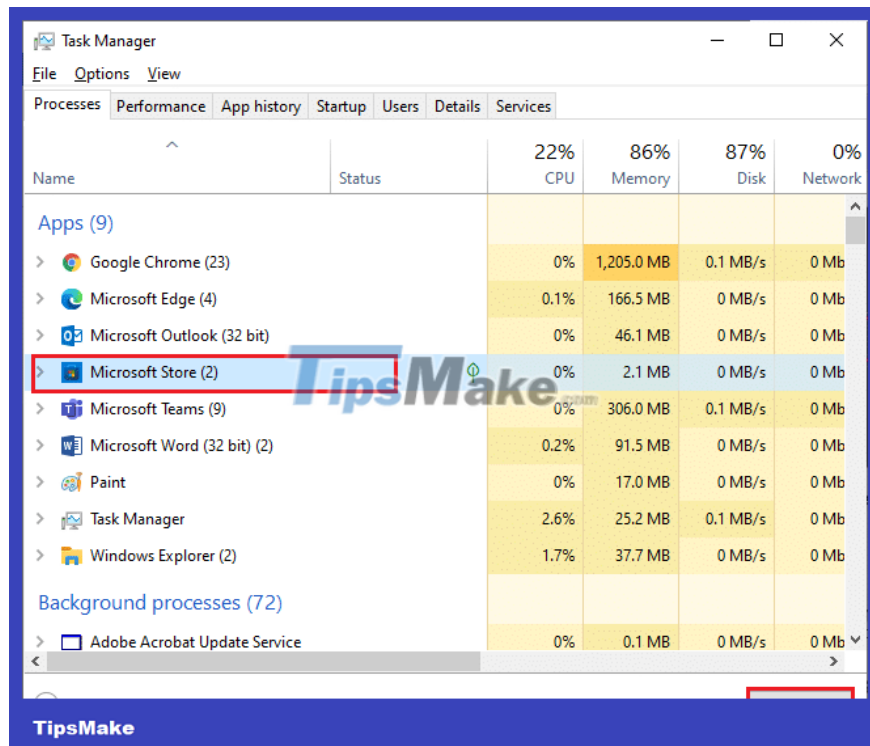 Task Manager
File Options View
Processes Performance App history Startup Users Details Services
22% 86% 87% 0%
Name Status CPU Memory Disk Network
Apps (9)
Google Chrome (23) 0% 1,205.0 MB 0.1 MB/s 0 Mb
Microsoft Edge (4) 0.1% 166.5 MB 0 MB/s 0 Mb
Microsoft Outlook (32 bit) 0% 46.1 MB 0 MB/s 0 Mb
Microsoft Store (2) 0% 2.1 MB 0 MB/s 0 Mb
TipsMake.com
Microsoft Teams (9) 0% 306.0 MB 0.1 MB/s 0 Mb
Microsoft Word (32 bit) (2) 0.2% 91.5 MB 0 MB/s 0 Mb
Paint 0% 17.0 MB 0 MB/s 0 Mb
Task Manager 2.6% 25.2 MB 0.1 MB/s 0 Mb
Windows Explorer (2) 1.7% 37.7 MB 0 MB/s 0 Mb
Background processes (72)
Adobe Acrobat Update Service 0% 0.1 MB 0 MB/s 0 Mb
TipsMake